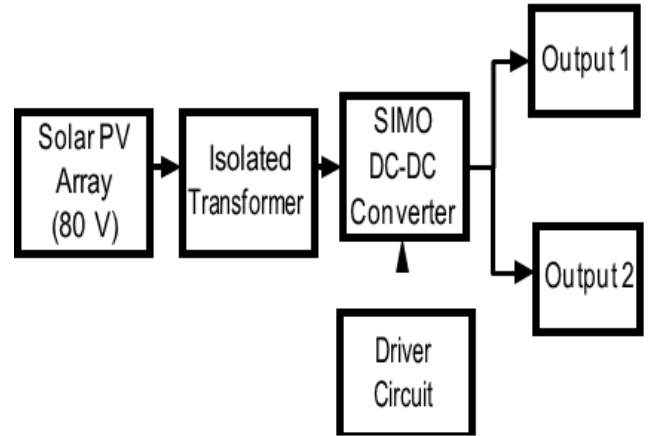 Solar PV
Array
(80 V)
Isolated
Transformer
SIMO
DC-DC
Converter
Output 1
Output 2
Driver
Circuit